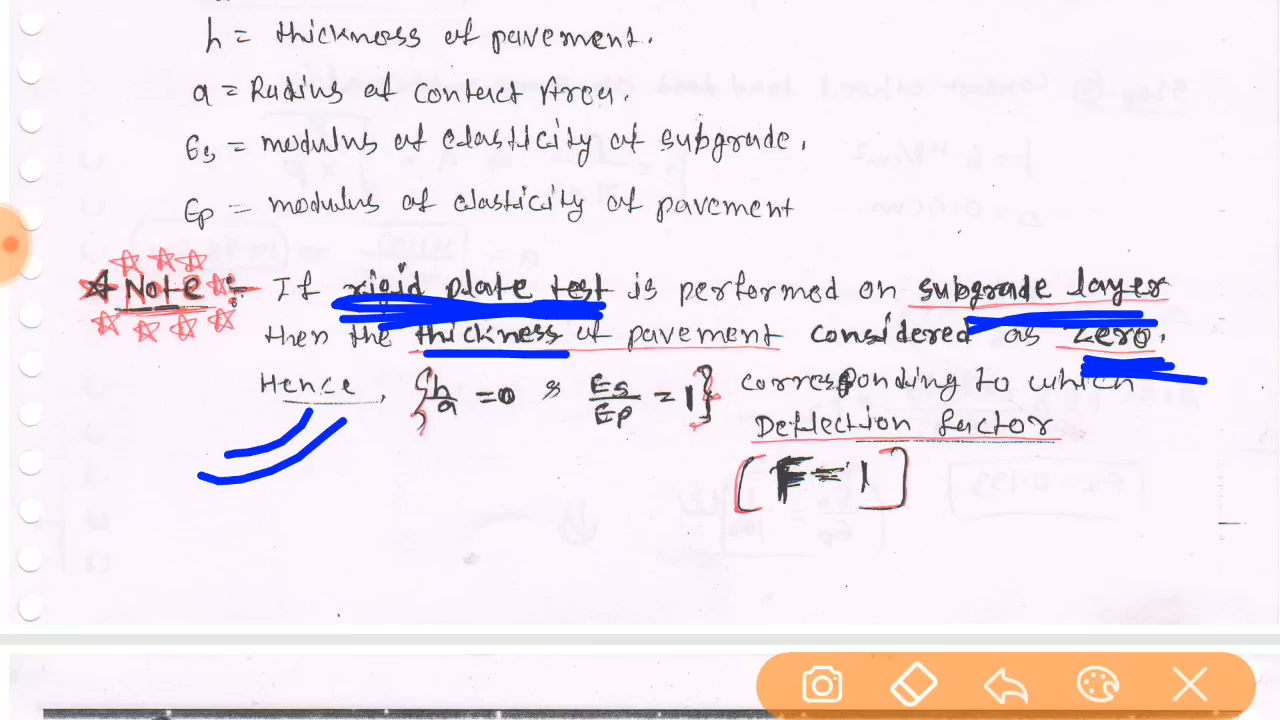 h = thickness of pavement.
a = Radius of Contact Area.
Es = modulus of elasticity of subgrade.
Ep = modulus of elasticity of pavement
Note :- If rigid plate test is performed on subgrade layer
then the thickness of pavement considered as zero.
Hence, {h/a = 0 & Es/Ep = 1} corresponding to which
Deflection factor
[F = 1]